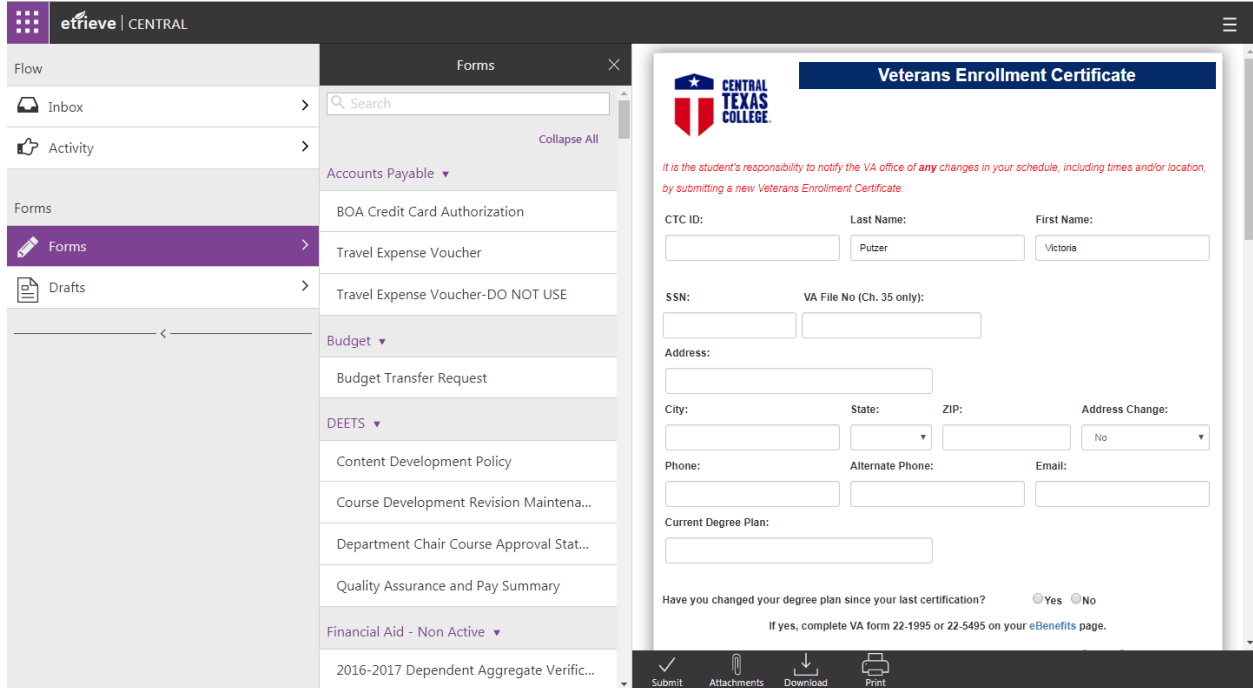 etrieve | CENTRAL
Flow
Inbox
Activity
Forms
Forms
Drafts
Forms
Search
Collapse All
Accounts Payable
BOA Credit Card Authorization
Travel Expense Voucher
Travel Expense Voucher-DO NOT USE
Budget
Budget Transfer Request
DEETS
Content Development Policy
Course Development Revision Maintena...
Department Chair Course Approval Stat...
Quality Assurance and Pay Summary
Financial Aid - Non Active
2016-2017 Dependent Aggregate Verific...
CENTRAL
TEXAS
COLLEGE.
Veterans Enrollment Certificate
It is the student's responsibility to notify the VA office of any changes in your schedule, including times and/or location,
by submitting a new Veterans Enrollment Certificate.
CTC ID: Last Name: First Name:
Putzer Victoria
SSN: VA File No (Ch. 35 only):
Address:
City: State: ZIP: Address Change:
No
Phone: Alternate Phone: Email:
Current Degree Plan:
Have you changed your degree plan since your last certification? Yes No
If yes, complete VA form 22-1995 or 22-5495 on your eBenefits page.
Submit Attachments Download Print